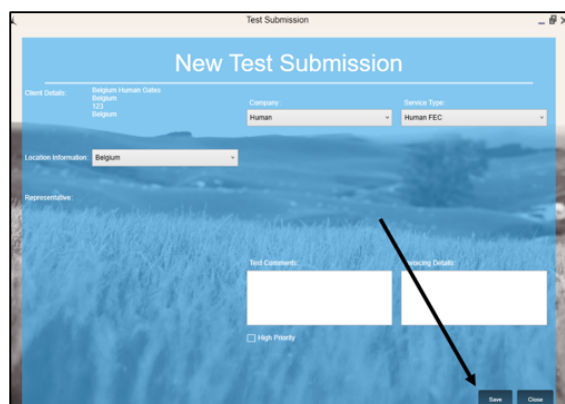 Test Submission
New Test Submission
Client Details:
Belgium Human Gates
Belgium
123
Belgium
Company:
Human
Service Type:
Human FEC
Location Information:
Belgium
Representative:
Test Comments:
Invoicing Details:
High Priority
Save
Close